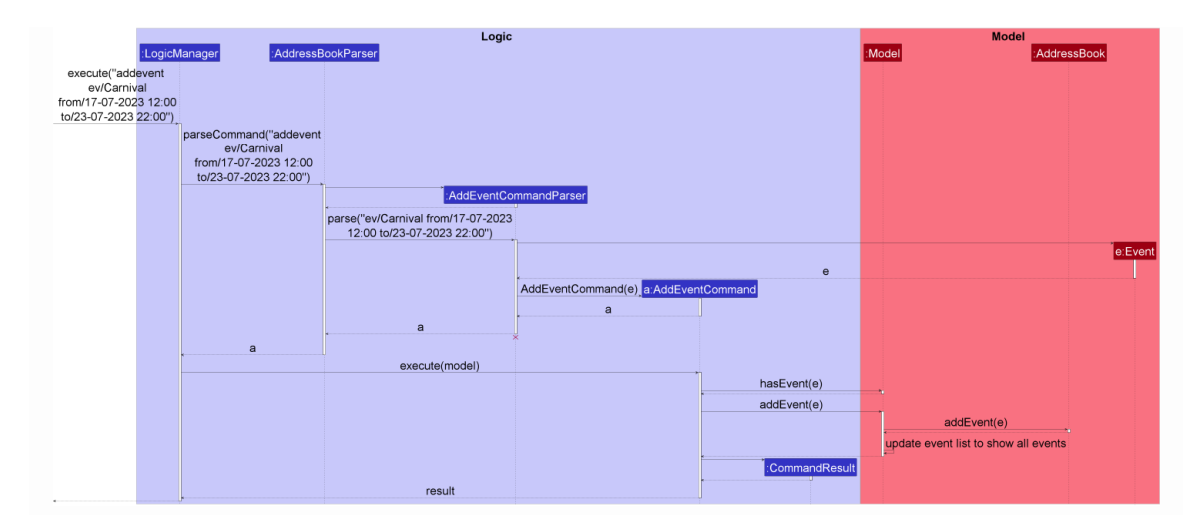 Logic
Model
:LogicManager
:AddressBookParser
:Model
:AddressBook
execute("addevent
ev/Carnival
from/17-07-2023 12:00
to/23-07-2023 22:00")
parseCommand("addevent
ev/Carnival
from/17-07-2023 12:00
to/23-07-2023 22:00")
:AddEventCommandParser
parse("ev/Carnival from/17-07-2023
12:00 to/23-07-2023 22:00")
e:Event
e
AddEventCommand(e)
a:AddEventCommand
a
a
a
execute(model)
hasEvent(e)
addEvent(e)
addEvent(e)
update event list to show all events
:CommandResult
result